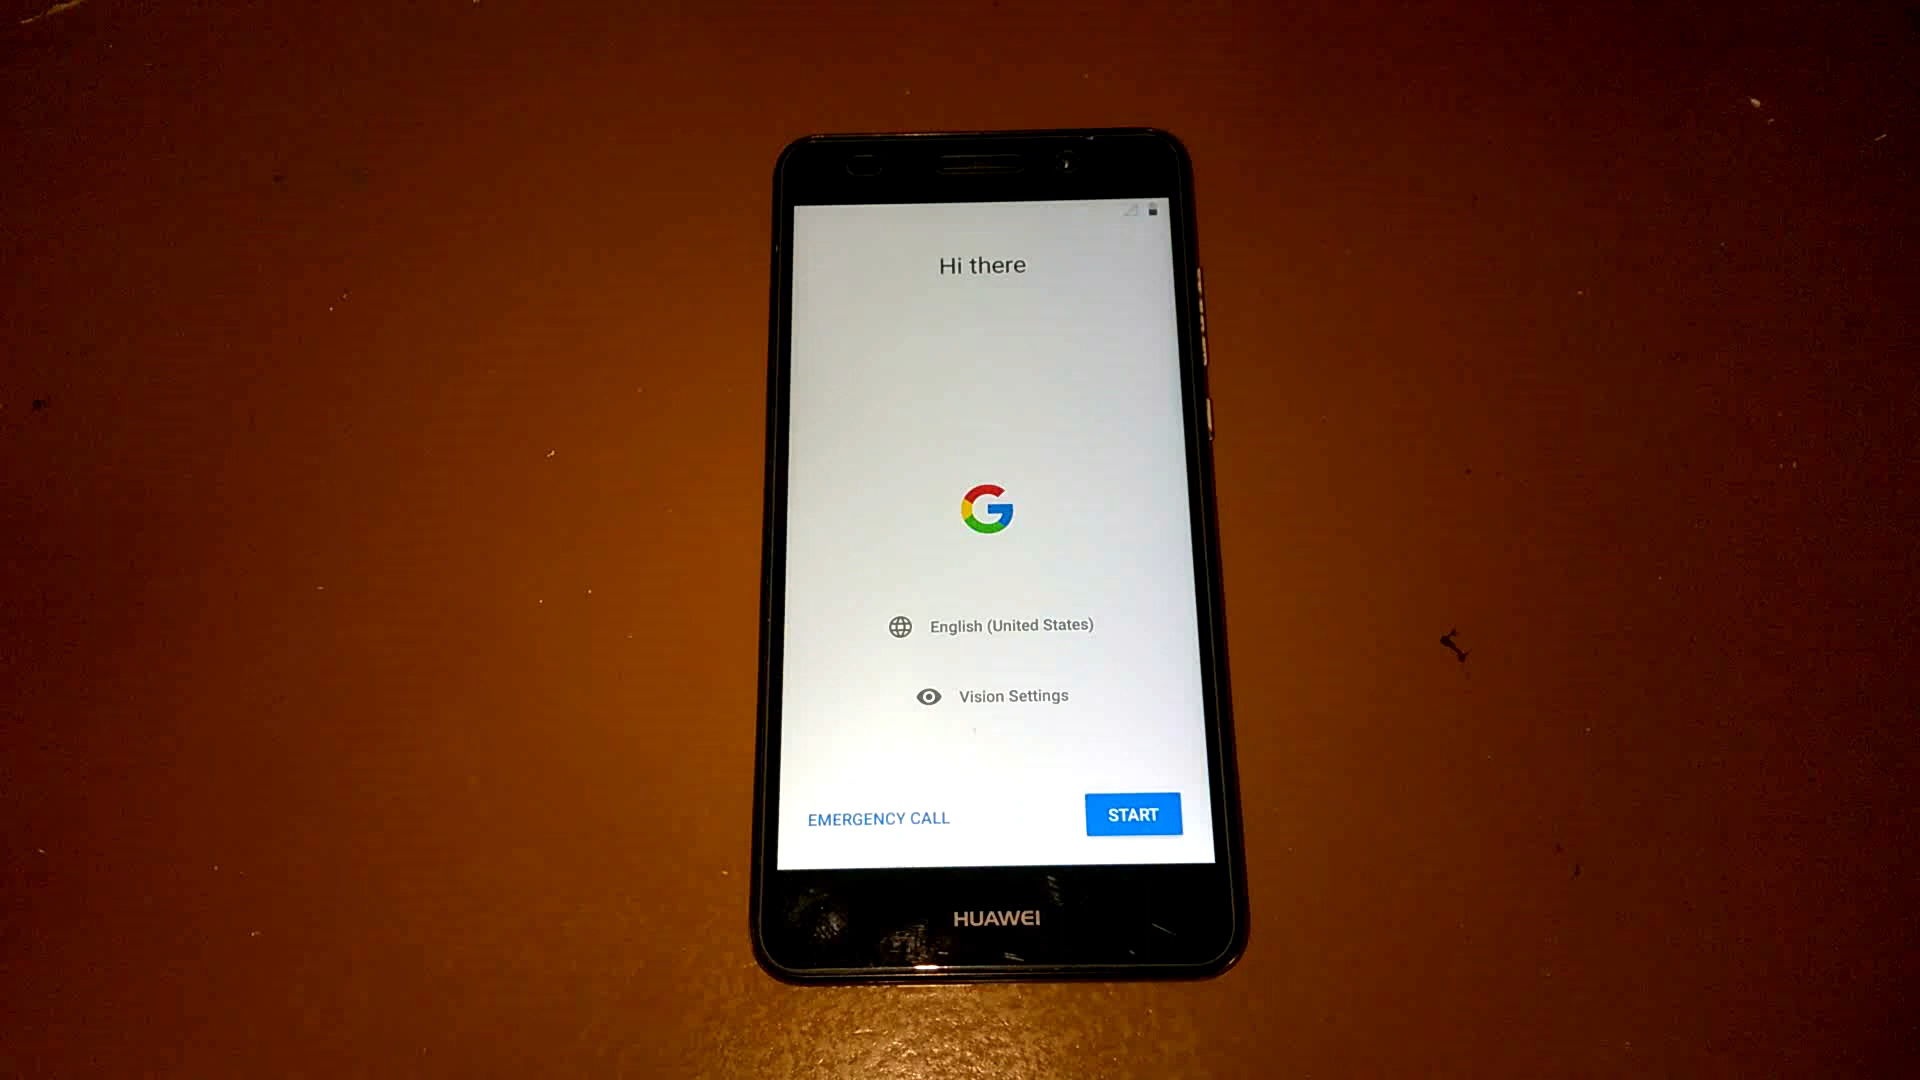 Hi there
English (United States)
Vision Settings
EMERGENCY CALL
START
HUAWEI